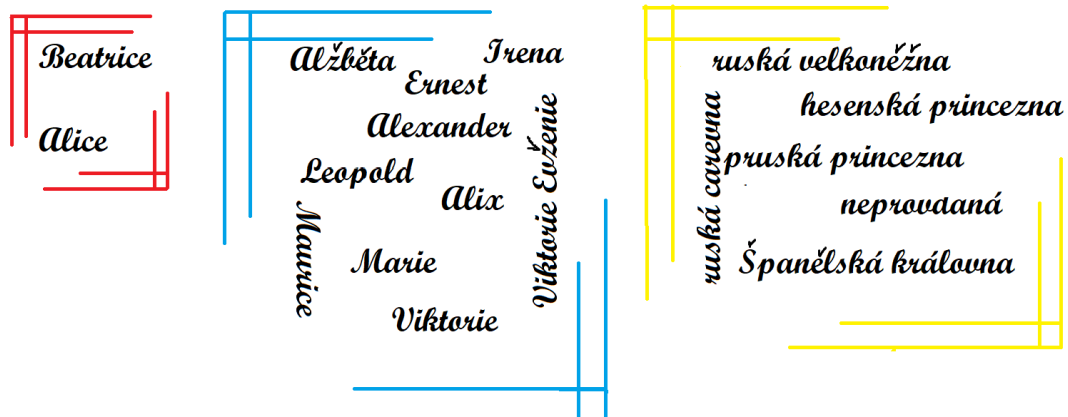 Beatrice
Alice
Alžběta
Irena
Ernest
Alexander
Leopold
Alix
Viktorie Evženie
Maurice
Marie
Viktorie
ruská velkoněžna
hesenská princezna
ruská carevna
pruská princezna
neprovdaná
Španělská královna